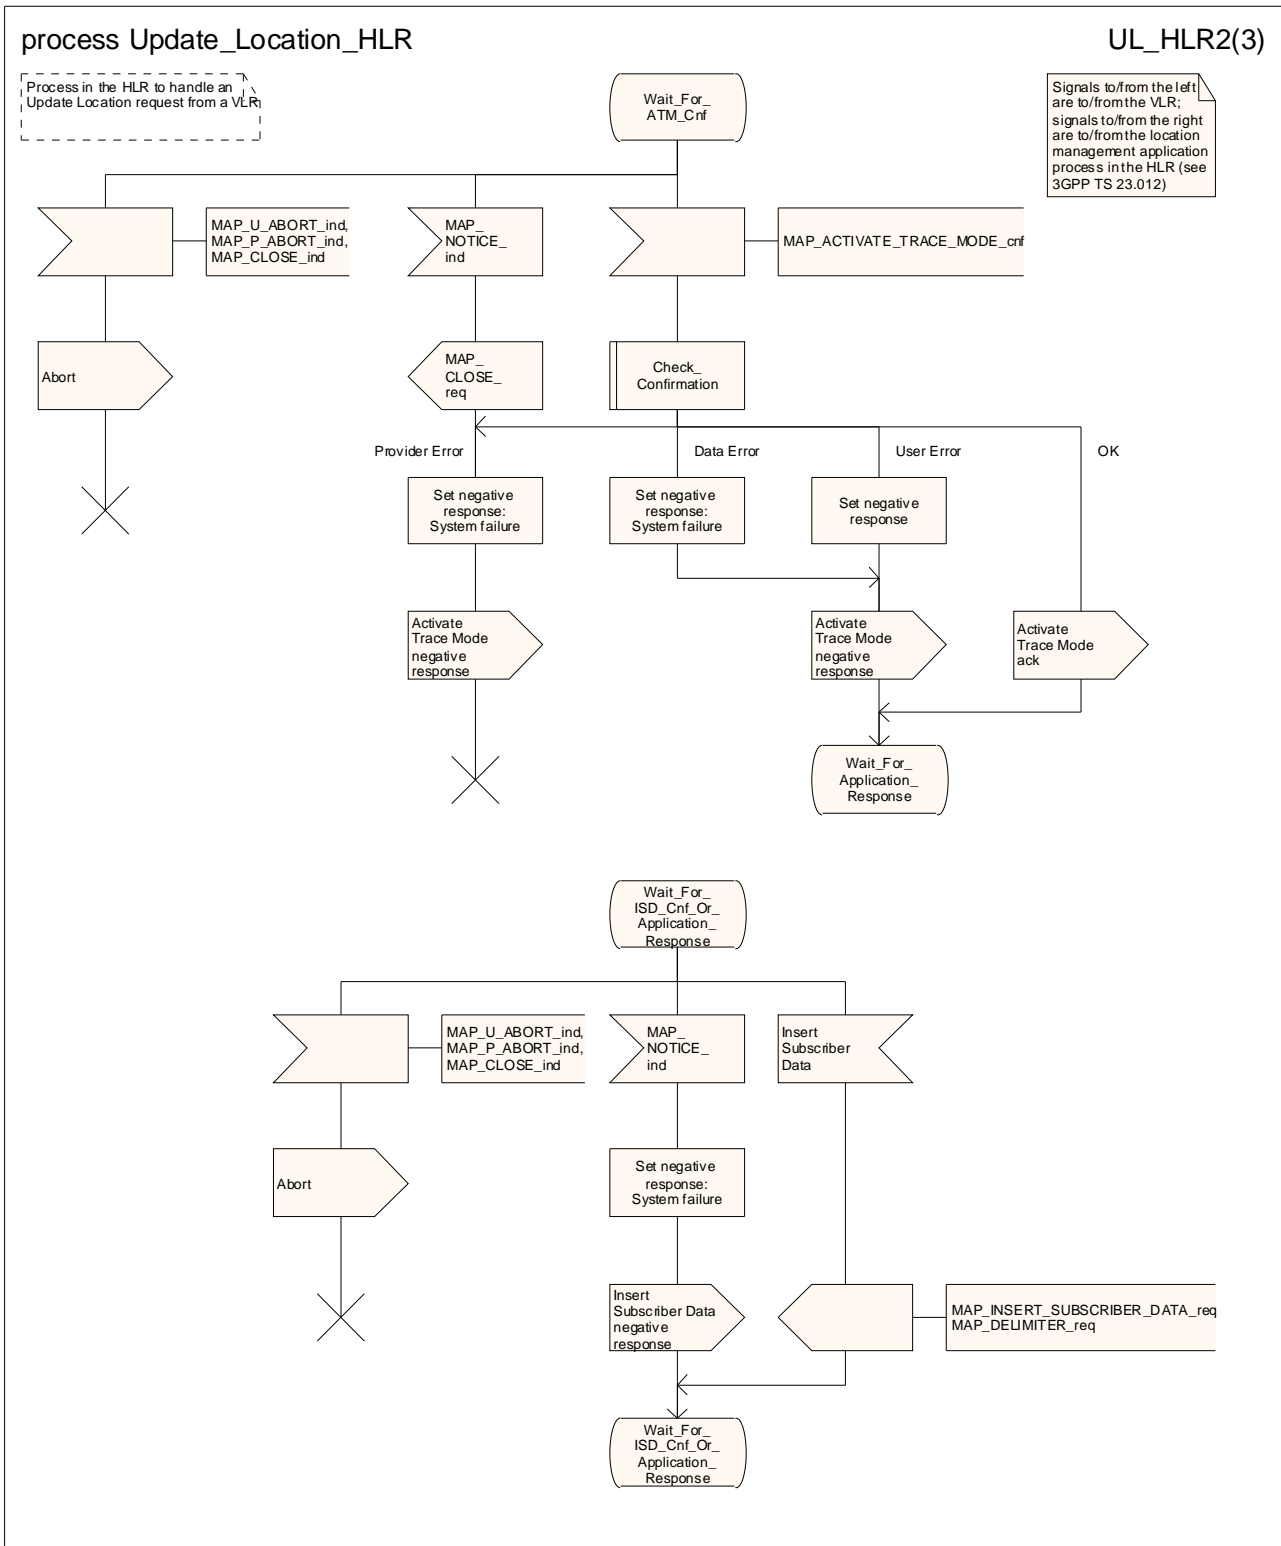 process Update_Location_HLR
UL_HLR2(3)
Process in the HLR to handle an
Update Location request from a VLR
Wait_For_
ATM_Cnf
Signals to/from the left
are to/from the VLR;
signals to/from the right
are to/from the location
management application
process in the HLR (see
3GPP TS 23.012)
MAP_U_ABORT_ind,
MAP_P_ABORT_ind,
MAP_CLOSE_ind
MAP_
NOTICE_
ind
MAP_ACTIVATE_TRACE_MODE_cnf
Abort
MAP_
CLOSE_
req
Check_
Confirmation
Provider Error
Data Error
User Error
OK
Set negative
response:
System failure
Set negative
response:
System failure
Set negative
response
Activate
Trace Mode
negative
response
Activate
Trace Mode
negative
response
Activate
Trace Mode
ack
Wait_For_
Application_
Response
Wait_For_
ISD_Cnf_Or_
Application_
Response
MAP_U_ABORT_ind,
MAP_P_ABORT_ind,
MAP_CLOSE_ind
MAP_
NOTICE_
ind
Insert
Subscriber
Data
Abort
Set negative
response:
System failure
Insert
Subscriber Data
negative
response
MAP_INSERT_SUBSCRIBER_DATA_req
MAP_DELIMITER_req
Wait_For_
ISD_Cnf_Or_
Application_
Response